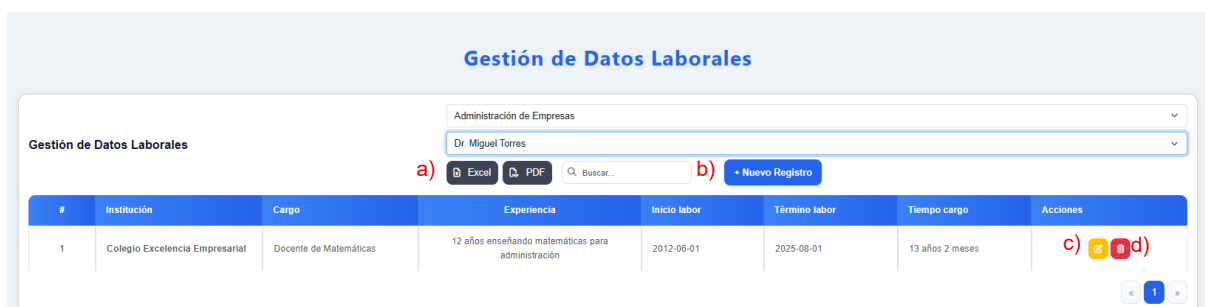 Gestión de Datos Laborales
Administración de Empresas
Gestión de Datos Laborales
Dr. Miguel Torres
a) Excel PDF Buscar... b) + Nuevo Registro
# Institución Cargo Experiencia Inicio labor Término labor Tiempo cargo Acciones
1 Colegio Excelencia Empresarial Docente de Matemáticas 12 años enseñando matemáticas para administración 2012-06-01 2025-08-01 13 años 2 meses c) d)
« 1 »